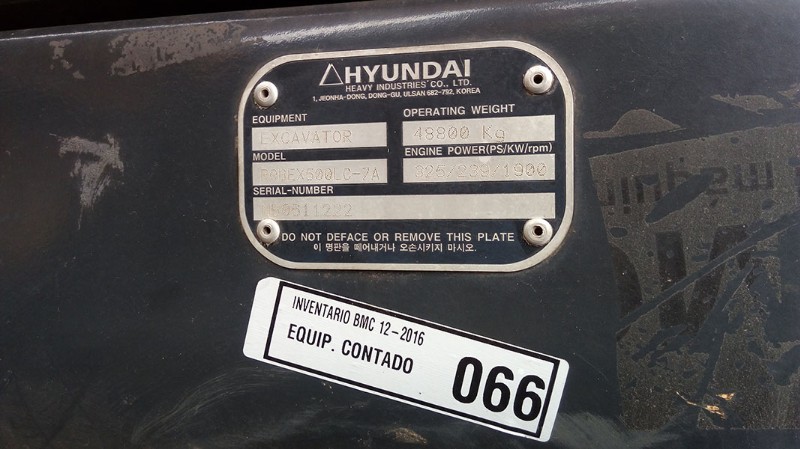 HYUNDAI
HEAVY INDUSTRIES CO., LTD.
1, JEONHA-DONG, DONG-GU, ULSAN 682-792, KOREA
EQUIPMENT
EXCAVATOR
OPERATING WEIGHT
48800 Kg
MODEL
ENGINE POWER(PS/KW/rpm)
SERIAL-NUMBER
DO NOT DEFACE OR REMOVE THIS PLATE
이 명판을 떼어내거나 오손시키지 마시오.
INVENTARIO BMC 12-2016
EQUIP. CONTADO
066